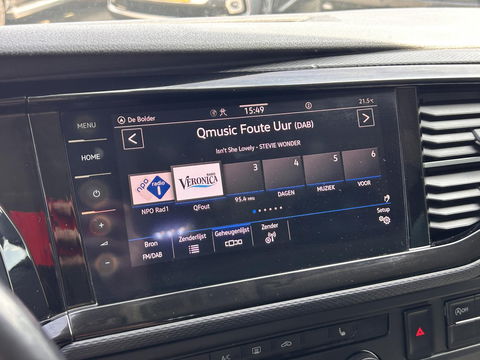 MENU
HOME
De Bolder
15:49
21.5°C
Qmusic Foute Uur (DAB)
Isn't She Lovely - STEVIE WONDER
npo radio 1
VERONICA
3
4
5
6
NPO Rad1
QFout
95.4 MHz
DAGEN
MUZIEK
VOOR
Bron
FM/DAB
Zenderlijst
Geheugenlijst
Zender
Setup
AC